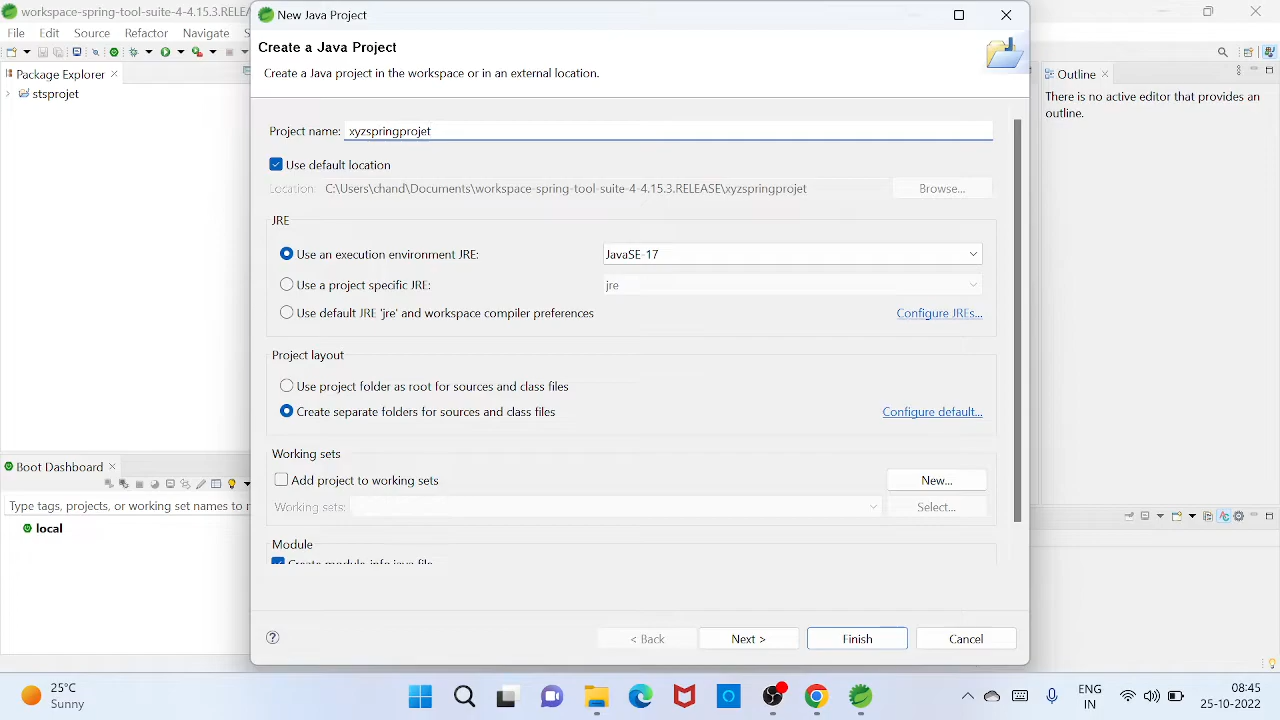 workspace-spring-tool-suite-4-4.15.3.RELEASE
New Java Project
File Edit Source Refactor Navigate
Create a Java Project
Create a Java project in the workspace or in an external location.
Package Explorer
stsprojet
Outline
There is no active editor that provides an
outline.
Project name: xyzspringprojet
Use default location
Location: C:\Users\chand\Documents\workspace-spring-tool-suite-4-4.15.3.RELEASE\xyzspringprojet Browse...
JRE
Use an execution environment JRE: JavaSE-17
Use a project specific JRE: jre
Use default JRE 'jre' and workspace compiler preferences Configure JREs...
Project layout
Use project folder as root for sources and class files
Create separate folders for sources and class files Configure default...
Working sets
Add project to working sets New...
Working sets: Select...
Module
Create module-info.java file
Boot Dashboard
Type tags, projects, or working set names to
local
< Back Next > Finish Cancel
25°C
Sunny
ENG
IN
08:45
25-10-2022